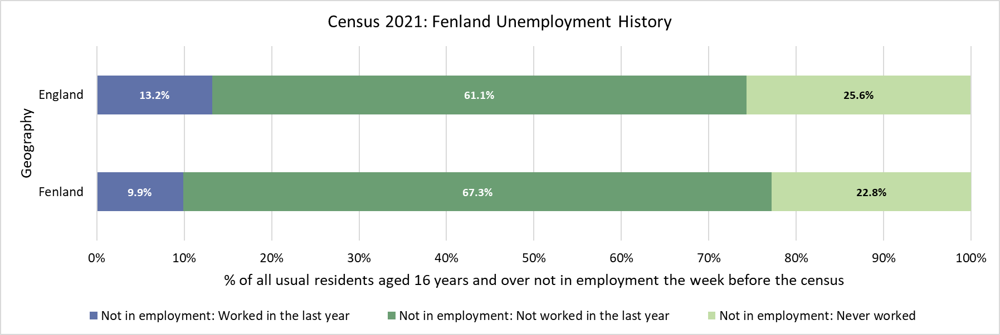 Census 2021: Fenland Unemployment History
Geography
England
13.2%
61.1%
25.6%
Fenland
9.9%
67.3%
22.8%
0%
10%
20%
30%
40%
50%
60%
70%
80%
90%
100%
% of all usual residents aged 16 years and over not in employment the week before the census
Not in employment: Worked in the last year
Not in employment: Not worked in the last year
Not in employment: Never worked